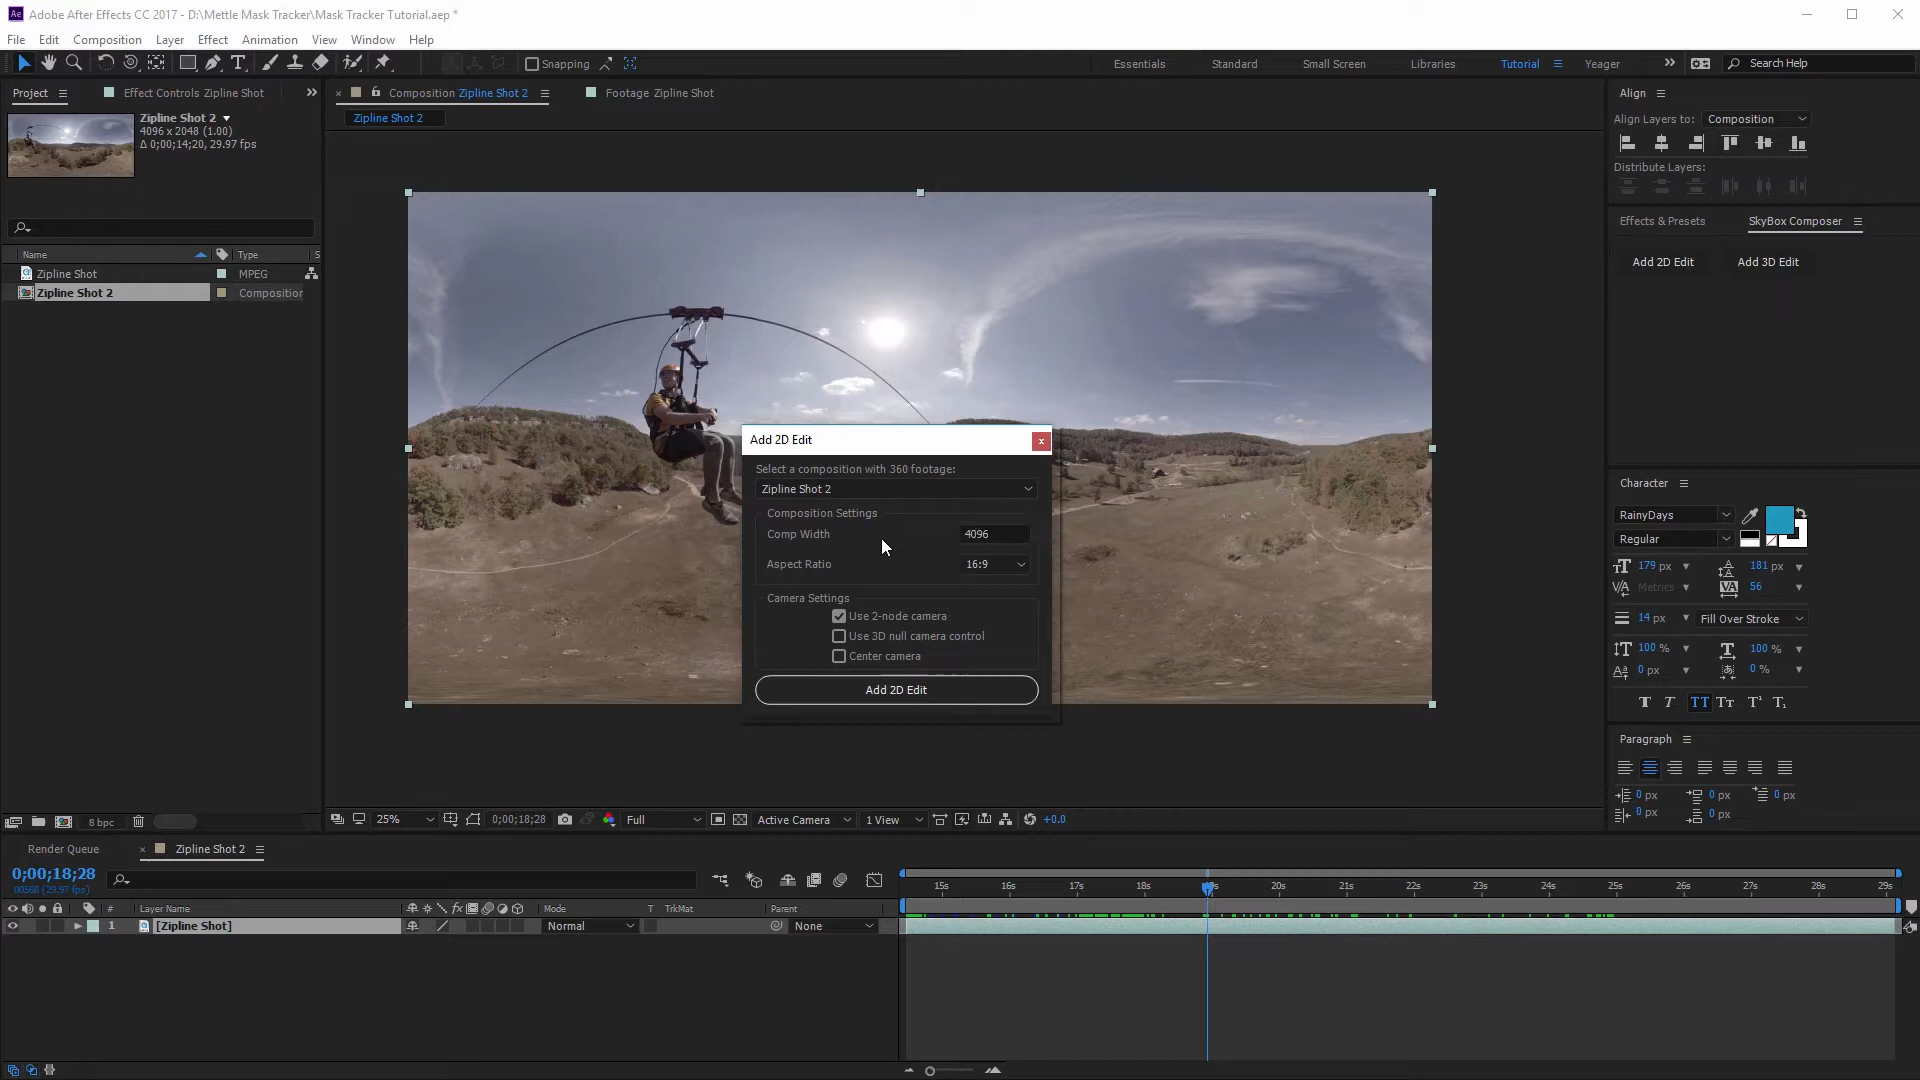 Adobe After Effects CC 2017 - D:\Mettle Mask Tracker\Mask Tracker Tutorial.aep *
File Edit Composition Layer Effect Animation View Window Help
Snapping
Essentials Standard Small Screen Libraries Tutorial Yeager Search Help
Project Effect Controls Zipline Shot
Composition Zipline Shot 2 Footage Zipline Shot
Zipline Shot 2
Zipline Shot 2
4096 x 2048 (1.00)
Δ 0;00;14;20, 29.97 fps
Name Type S
Zipline Shot MPEG
Zipline Shot 2 Composition
8 bpc
Add 2D Edit
Select a composition with 360 footage:
Zipline Shot 2
Composition Settings
Comp Width 4096
Aspect Ratio 16:9
Camera Settings
Use 2-node camera
Use 3D null camera control
Center camera
Add 2D Edit
25% 0;00;18;28 Full Active Camera 1 View +0.0
Align
Align Layers to: Composition
Distribute Layers:
Effects & Presets SkyBox Composer
Add 2D Edit Add 3D Edit
Character
RainyDays
Regular
179 px 181 px
Metrics 56
14 px Fill Over Stroke
100 % 100 %
0 px 0 %
T T TT Tт T¹ T₁
Paragraph
0 px 0 px 0 px
0 px 0 px
Render Queue Zipline Shot 2
0;00;18;28
00568 (29.97 fps)
# Layer Name Mode T TrkMat Parent
1 [Zipline Shot] Normal None
15s 16s 17s 18s 19s 20s 21s 22s 23s 24s 25s 26s 27s 28s 29s